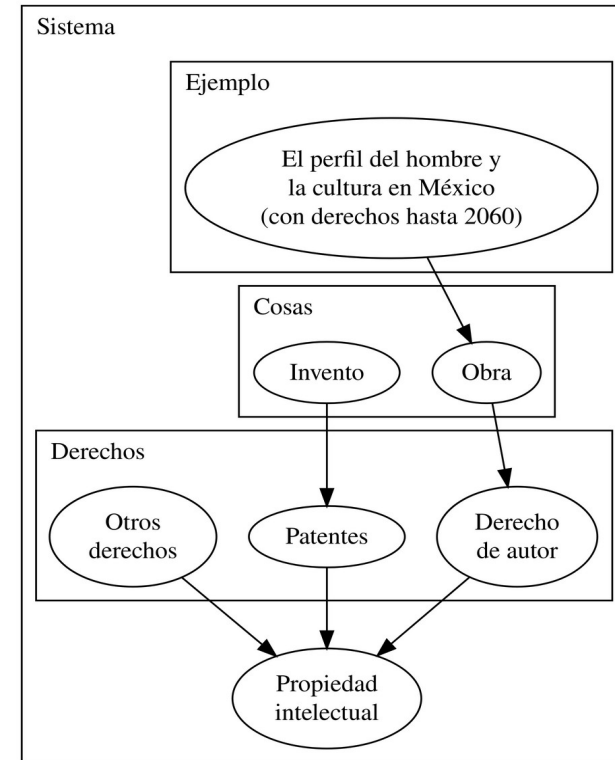 Sistema
Ejemplo
El perfil del hombre y
la cultura en México
(con derechos hasta 2060)
Cosas
Invento
Obra
Derechos
Otros
derechos
Patentes
Derecho
de autor
Propiedad
intelectual